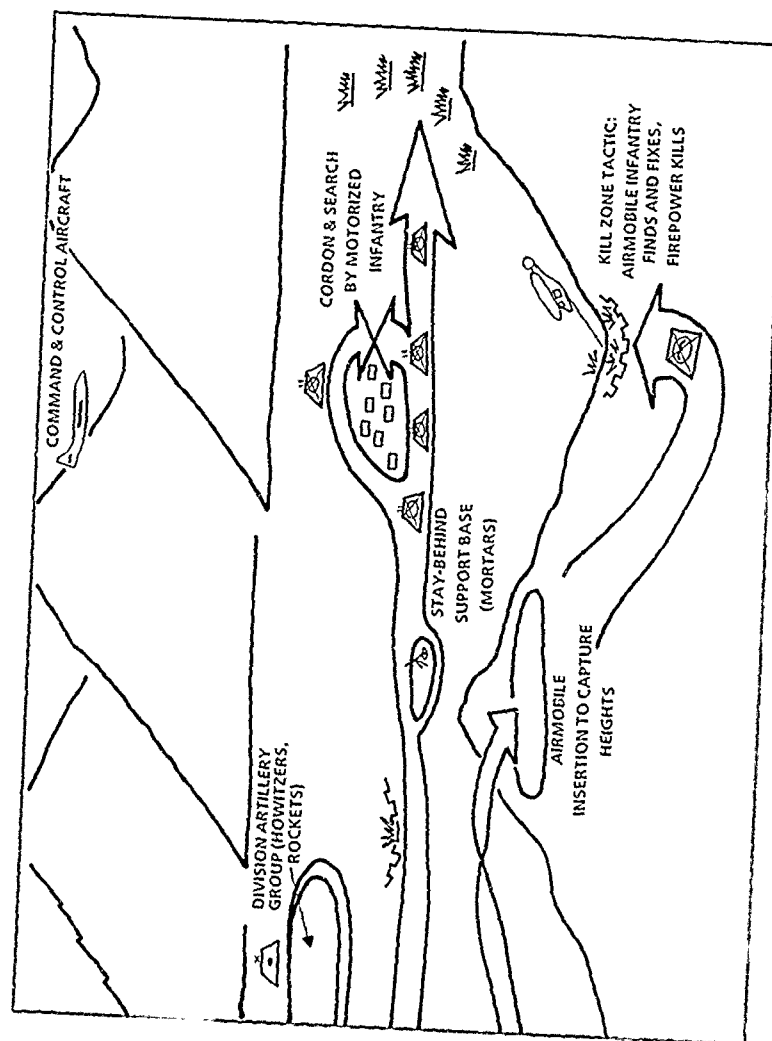 COMMAND & CONTROL AIRCRAFT
DIVISION ARTILLERY
GROUP (HOWITZERS,
ROCKETS)
CORDON & SEARCH
BY MOTORIZED
INFANTRY
STAY-BEHIND
SUPPORT BASE
(MORTARS)
AIRMOBILE
INSERTION TO CAPTURE
HEIGHTS
KILL ZONE TACTIC:
AIRMOBILE INFANTRY
FINDS AND FIXES,
FIREPOWER KILLS